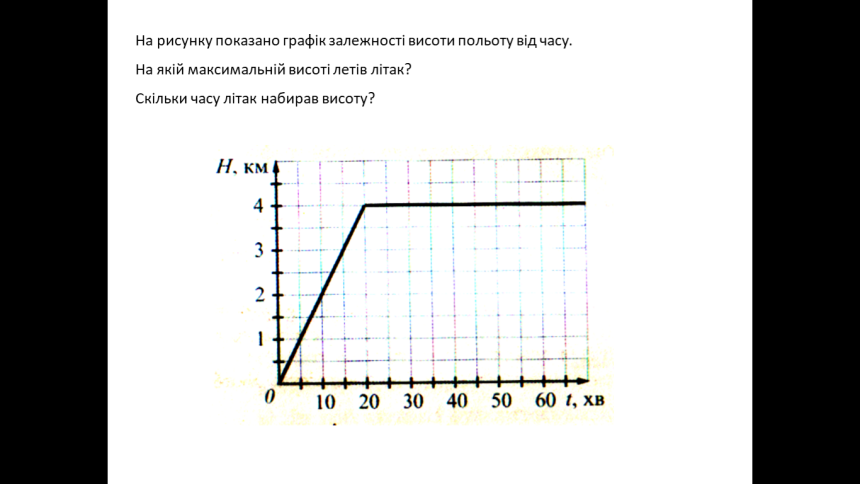 На рисунку показано графік залежності висоти польоту від часу.
На якій максимальній висоті летів літак?
Скільки часу літак набирав висоту?
H, км
4
3
2
1
0
10 20 30 40 50 60 t, хв